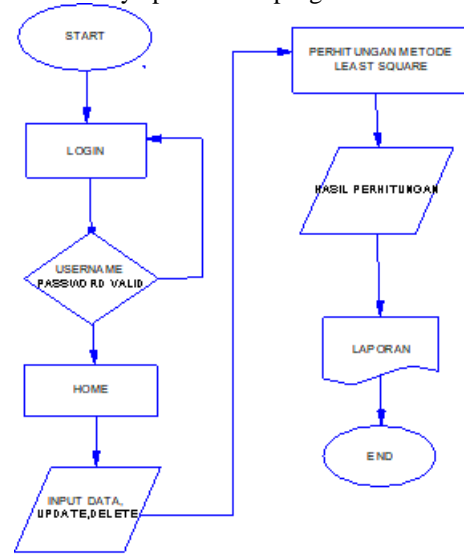 START
LOGIN
USERNAME
PASSWORD VALID
HOME
INPUT DATA,
UPDATE,DELETE
PERHITUNGAN METODE
LEAST SQUARE
HASIL PERHITUNGAN
LAPORAN
END